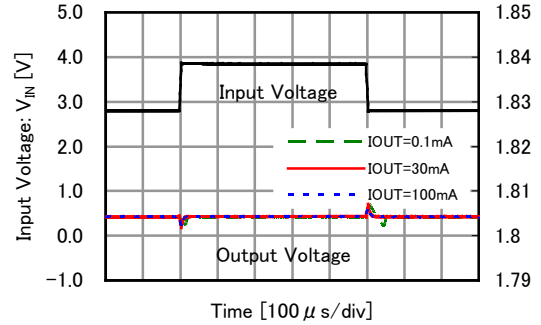 5.0
4.0
3.0
2.0
1.0
0.0
-1.0
Input Voltage: VIN [V]
Input Voltage
IOUT=0.1mA
IOUT=30mA
IOUT=100mA
Output Voltage
1.85
1.84
1.83
1.82
1.81
1.8
1.79
Time [100 μ s/div]